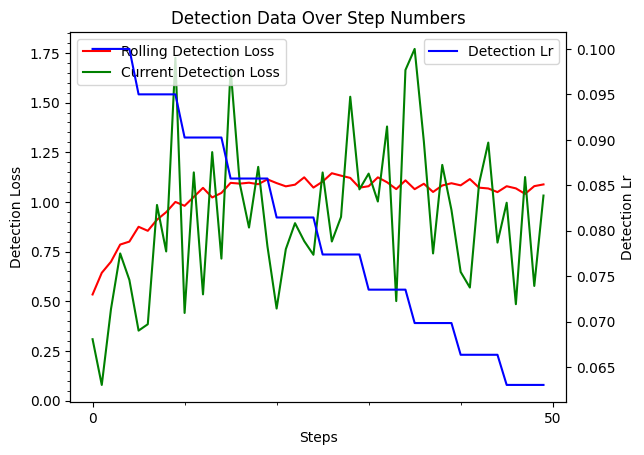 Detection Data Over Step Numbers
Rolling Detection Loss
Current Detection Loss
Detection Lr
1.75
1.50
1.25
1.00
0.75
0.50
0.25
0.00
Detection Loss
0.100
0.095
0.090
0.085
0.080
0.075
0.070
0.065
Detection Lr
0
50
Steps